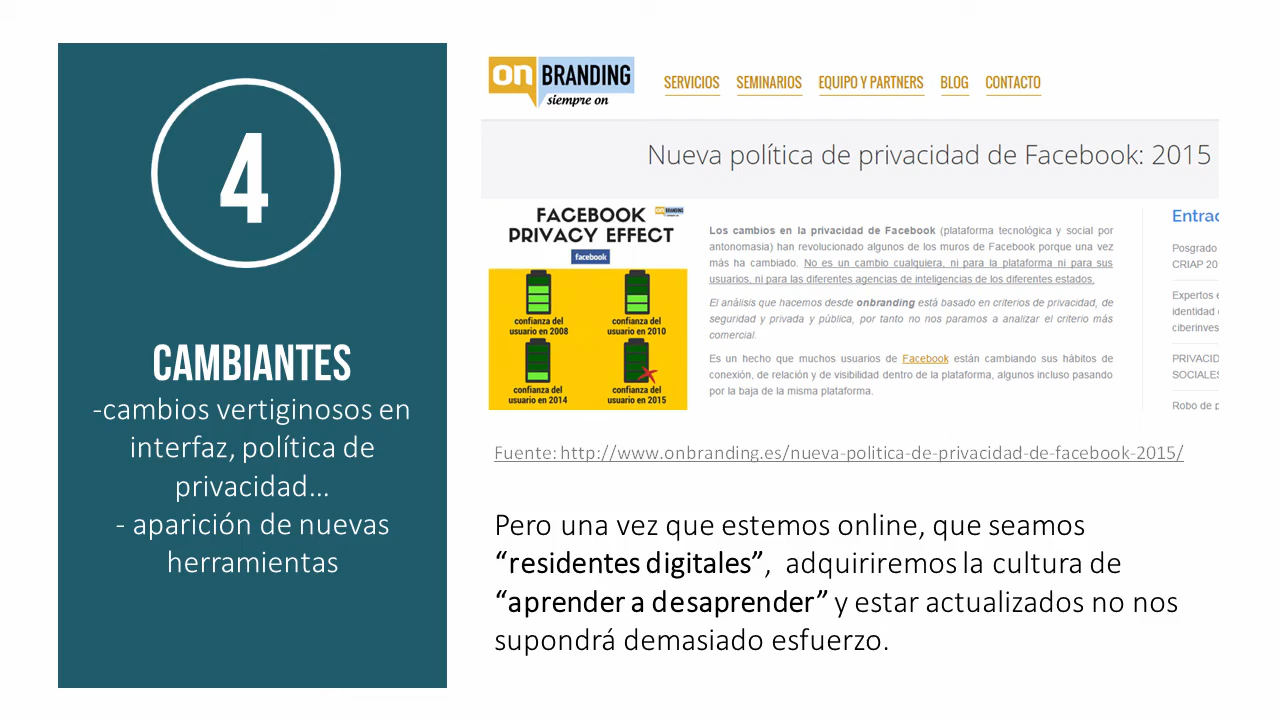 4
CAMBIANTES
-cambios vertiginosos en
interfaz, política de
privacidad...
- aparición de nuevas
herramientas
on BRANDING
siempre on
SERVICIOS SEMINARIOS EQUIPO Y PARTNERS BLOG CONTACTO
Nueva política de privacidad de Facebook: 2015
FACEBOOK
PRIVACY EFFECT
facebook
confianza del
usuario en 2008
confianza del
usuario en 2010
confianza del
usuario en 2014
confianza del
usuario en 2015
Los cambios en la privacidad de Facebook (plataforma tecnológica y social por
antonomasia) han revolucionado algunos de los muros de Facebook porque una vez
más ha cambiado. No es un cambio cualquiera, ni para la plataforma ni para sus
usuarios, ni para las diferentes agencias de inteligencias de los diferentes estados.
El análisis que hacemos desde onbranding está basado en criterios de privacidad, de
seguridad y privada y pública, por tanto no nos paramos a analizar el criterio más
comercial.
Es un hecho que muchos usuarios de Facebook están cambiando sus hábitos de
conexión, de relación y de visibilidad dentro de la plataforma, algunos incluso pasando
por la baja de la misma plataforma.
Entrac
Posgrado
CRIAP 20
Expertos e
identidad
ciberinves
PRIVACID
SOCIALES
Robo de p
Fuente: http://www.onbranding.es/nueva-politica-de-privacidad-de-facebook-2015/
Pero una vez que estemos online, que seamos
“residentes digitales”, adquiriremos la cultura de
“aprender a desaprender” y estar actualizados no nos
supondrá demasiado esfuerzo.